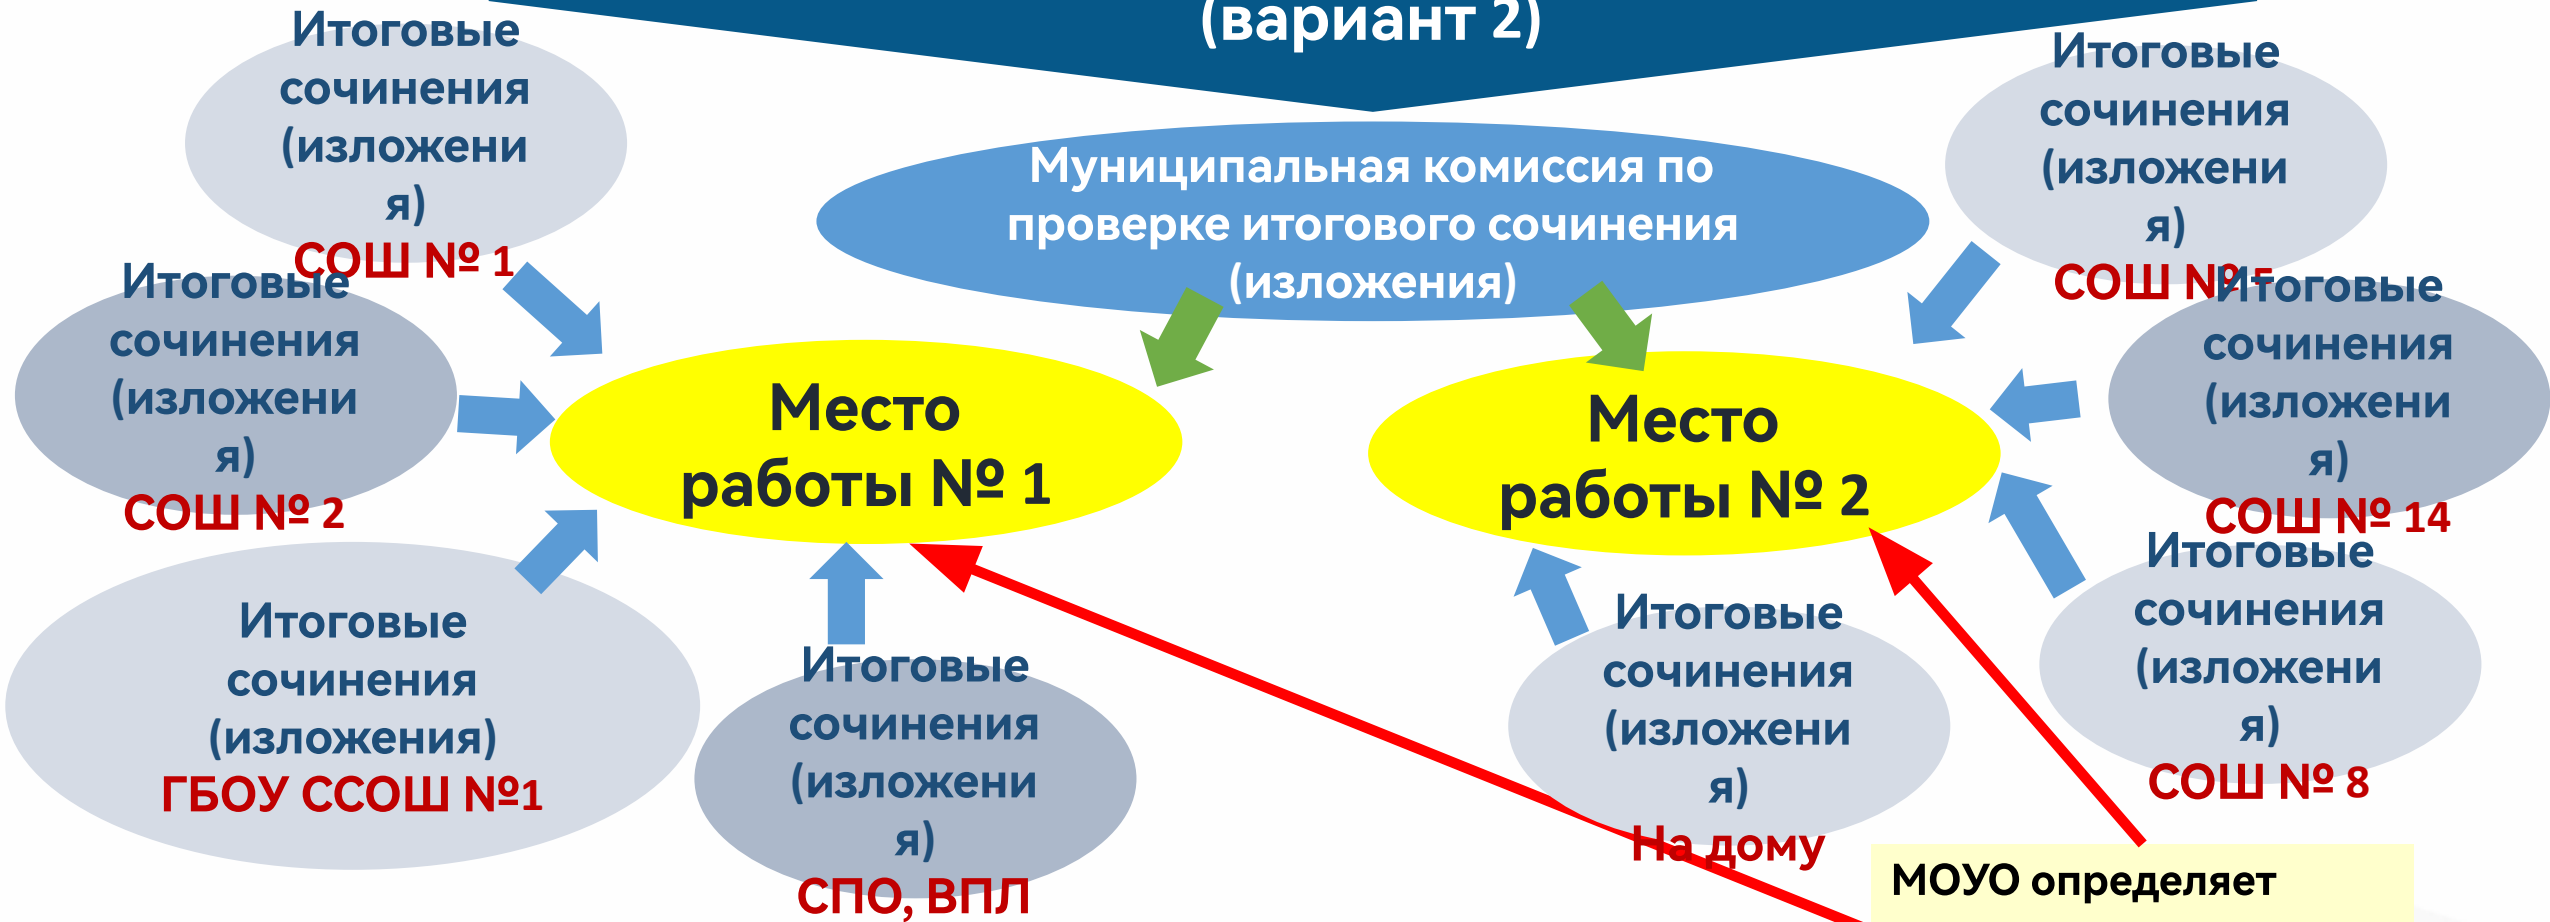 (вариант 2)
Итоговые
сочинения
(изложени
я)
СОШ № 1
Итоговые
сочинения
(изложени
я)
СОШ № 2
Итоговые
сочинения
(изложения)
ГБОУ ССОШ №1
Итоговые
сочинения
(изложени
я)
СПО, ВПЛ
Муниципальная комиссия по
проверке итогового сочинения
(изложения)
Место
работы № 1
Место
работы № 2
Итоговые
сочинения
(изложени
я)
СОШ №
Итоговые
сочинения
(изложени
я)
СОШ № 14
Итоговые
сочинения
(изложени
я)
СОШ № 8
Итоговые
сочинения
(изложени
я)
На дому
МОУО определяет